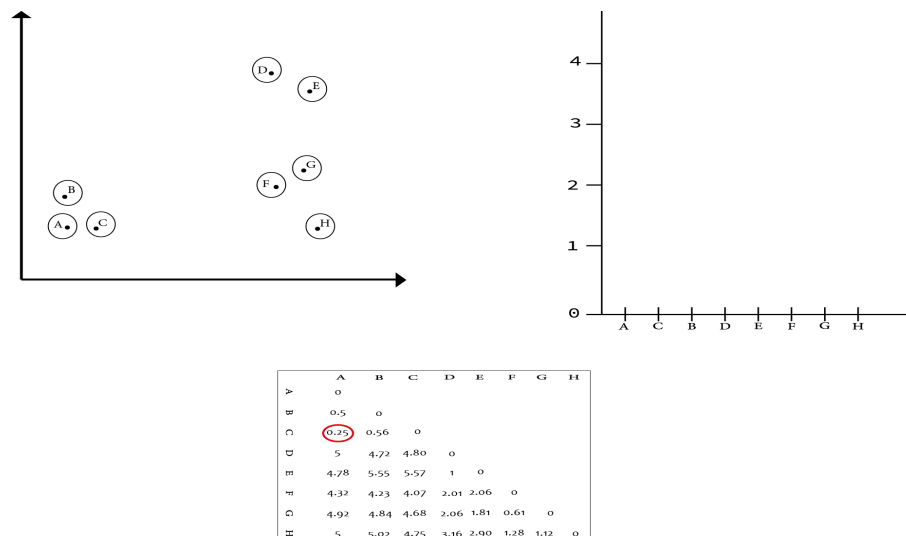 D
E
G
F
B
A
C
H
4
3
2
1
0
A C B D E F G H
A B C D E F G H
A 0
B 0.5 0
C 0.25 0.56 0
D 5 4.72 4.80 0
E 4.78 5.55 5.57 1 0
F 4.32 4.23 4.07 2.01 2.06 0
G 4.92 4.84 4.68 2.06 1.81 0.61 0
H 5 5.02 4.75 3.16 2.90 1.28 1.12 0